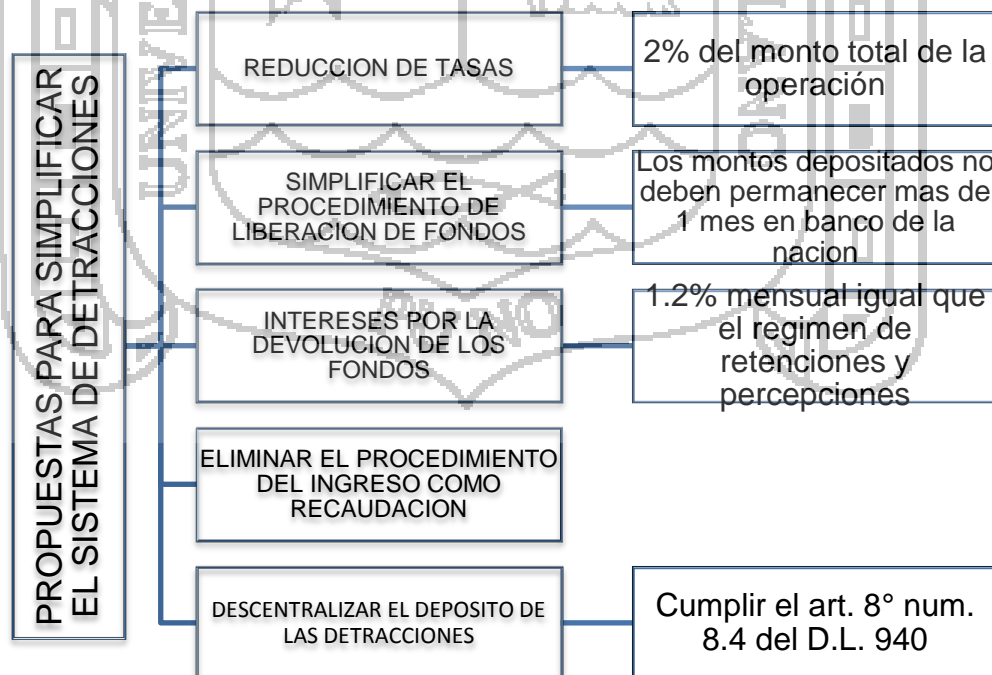 PROPUESTAS PARA SIMPLIFICAR
EL SISTEMA DE DETRACCIONES
REDUCCION DE TASAS
2% del monto total de la
operación
SIMPLIFICAR EL
PROCEDIMIENTO DE
LIBERACION DE FONDOS
Los montos depositados no
deben permanecer mas de
1 mes en banco de la
nacion
INTERESES POR LA
DEVOLUCION DE LOS
FONDOS
1.2% mensual igual que
el regimen de
retenciones y
percepciones
ELIMINAR EL PROCEDIMIENTO
DEL INGRESO COMO
RECAUDACION
DESCENTRALIZAR EL DEPOSITO DE
LAS DETRACCIONES
Cumplir el art. 8° num.
8.4 del D.L. 940